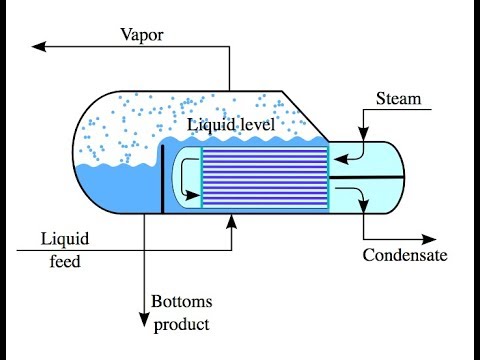 Vapor
Steam
Liquid level
Liquid
feed
Condensate
Bottoms
product